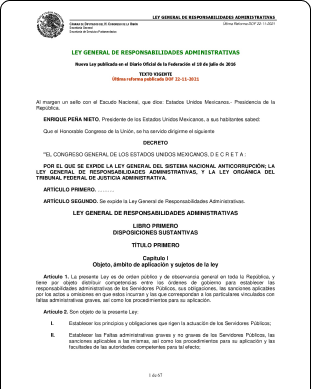 LEY GENERAL DE RESPONSABILIDADES ADMINISTRATIVAS
CÁMARA DE DIPUTADOS DEL H. CONGRESO DE LA UNIÓN
Última Reforma DOF 22-11-2021
Secretaría General
Secretaría de Servicios Parlamentarios
LEY GENERAL DE RESPONSABILIDADES ADMINISTRATIVAS
Nueva Ley publicada en el Diario Oficial de la Federación el 18 de julio de 2016
TEXTO VIGENTE
Última reforma publicada DOF 22-11-2021
Al margen un sello con el Escudo Nacional, que dice: Estados Unidos Mexicanos.- Presidencia de la
República.
ENRIQUE PEÑA NIETO, Presidente de los Estados Unidos Mexicanos, a sus habitantes sabed:
Que el Honorable Congreso de la Unión, se ha servido dirigirme el siguiente
DECRETO
"EL CONGRESO GENERAL DE LOS ESTADOS UNIDOS MEXICANOS, D E C R E T A :
POR EL QUE SE EXPIDE LA LEY GENERAL DEL SISTEMA NACIONAL ANTICORRUPCIÓN; LA
LEY GENERAL DE RESPONSABILIDADES ADMINISTRATIVAS, Y LA LEY ORGÁNICA DEL
TRIBUNAL FEDERAL DE JUSTICIA ADMINISTRATIVA.
ARTÍCULO PRIMERO. ……….
ARTÍCULO SEGUNDO. Se expide la Ley General de Responsabilidades Administrativas.
LEY GENERAL DE RESPONSABILIDADES ADMINISTRATIVAS
LIBRO PRIMERO
DISPOSICIONES SUSTANTIVAS
TÍTULO PRIMERO
Capítulo I
Objeto, ámbito de aplicación y sujetos de la ley
Artículo 1. La presente Ley es de orden público y de observancia general en toda la República, y
tiene por objeto distribuir competencias entre los órdenes de gobierno para establecer las
responsabilidades administrativas de los Servidores Públicos, sus obligaciones, las sanciones aplicables
por los actos u omisiones en que estos incurran y las que correspondan a los particulares vinculados con
faltas administrativas graves, así como los procedimientos para su aplicación.
Artículo 2. Son objeto de la presente Ley:
I. Establecer los principios y obligaciones que rigen la actuación de los Servidores Públicos;
II. Establecer las Faltas administrativas graves y no graves de los Servidores Públicos, las
sanciones aplicables a las mismas, así como los procedimientos para su aplicación y las
facultades de las autoridades competentes para tal efecto;
1 de 67